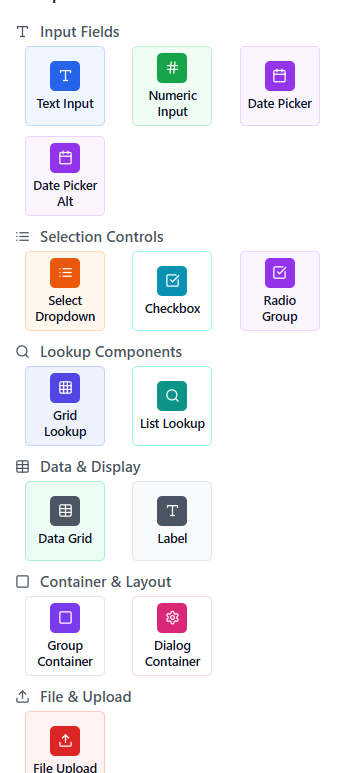 Input Fields
Text Input
Numeric
Input
Date Picker
Date Picker
Alt
Selection Controls
Select
Dropdown
Checkbox
Radio
Group
Lookup Components
Grid
Lookup
List Lookup
Data & Display
Data Grid
Label
Container & Layout
Group
Container
Dialog
Container
File & Upload
File Upload